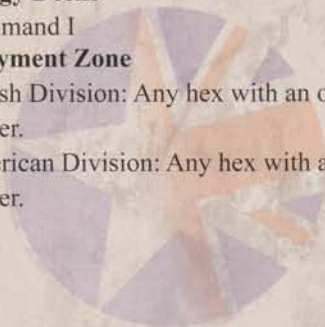 mand I
yment Zone
sh Division: Any hex with an o
er.
erican Division: Any hex with a
er.